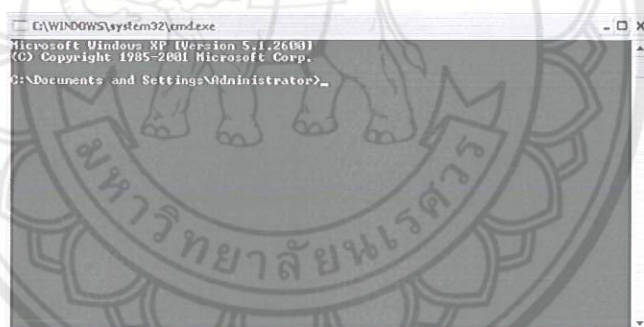 C:\WINDOWS\system32\cmd.exe
Microsoft Windows XP [Version 5.1.2600]
(C) Copyright 1985-2001 Microsoft Corp.
C:\Documents and Settings\Administrator>_
มหาวิทยาลัยนเรศวร